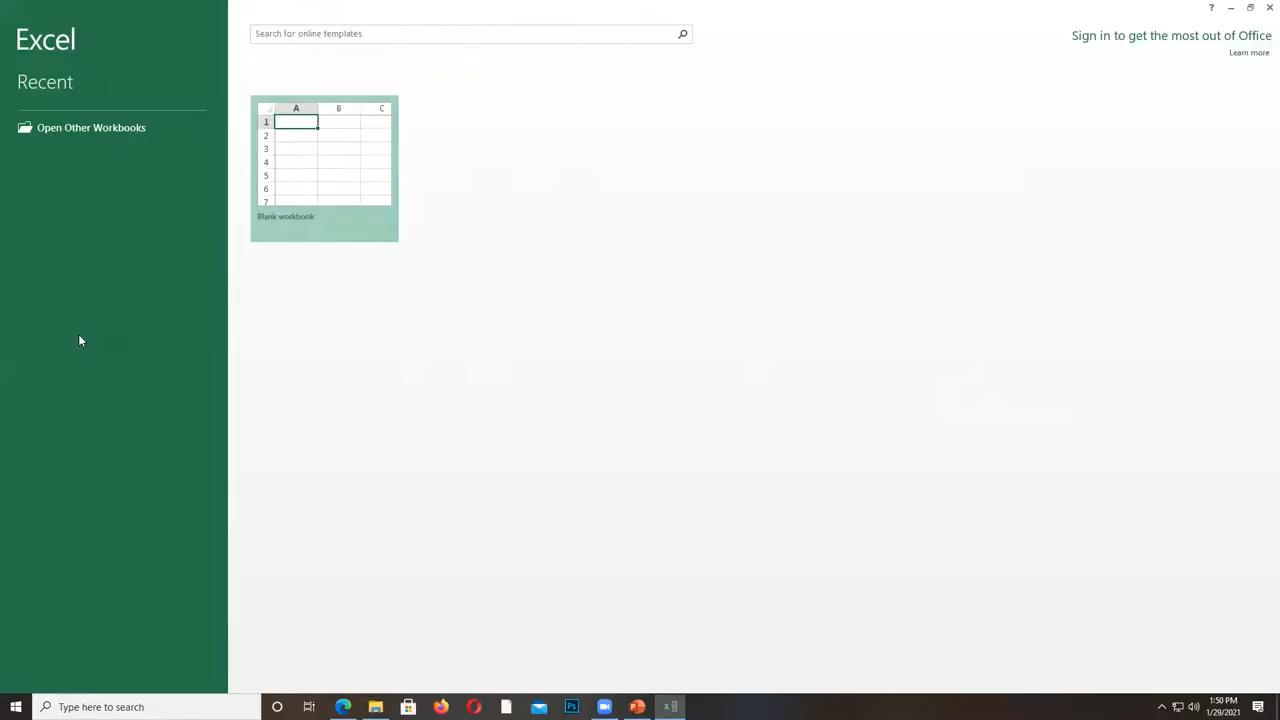 Excel
Recent
Open Other Workbooks
Search for online templates
?
Sign in to get the most out of Office
Learn more
A B C
1
2
3
4
5
6
7
Blank workbook
Type here to search
Ps
1:50 PM
1/29/2021